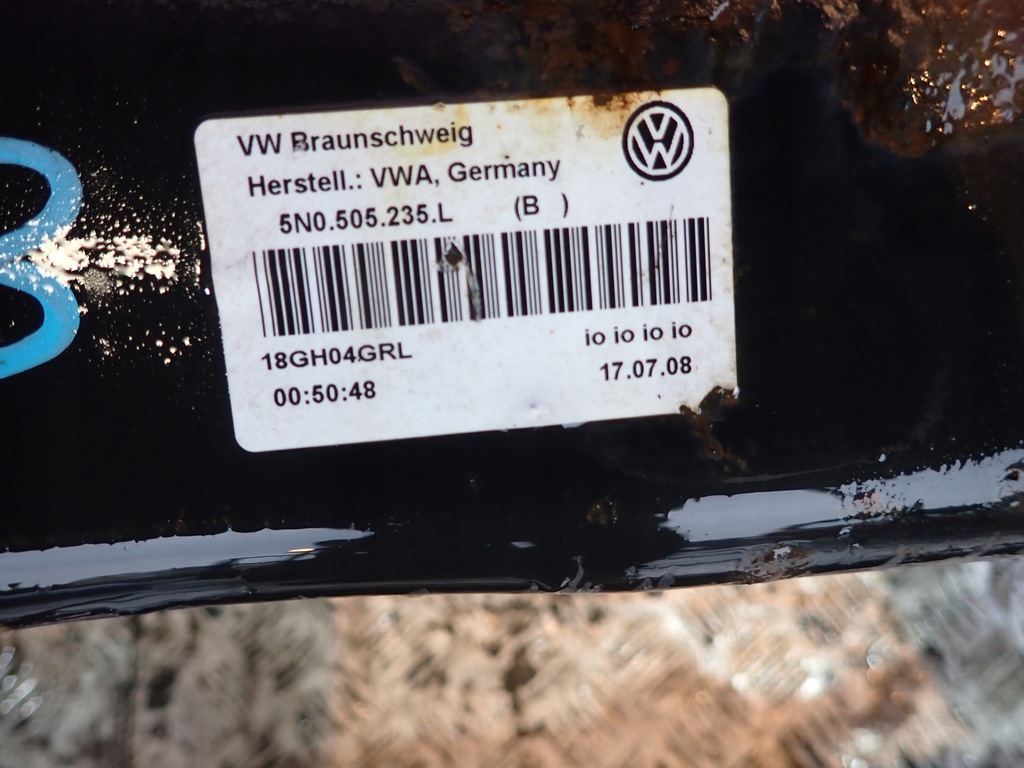 VW Braunschweig
Herstell.: VWA, Germany
5N0.505.235.L (B )
18GH04GRL
io io io io
00:50:48
17.07.08